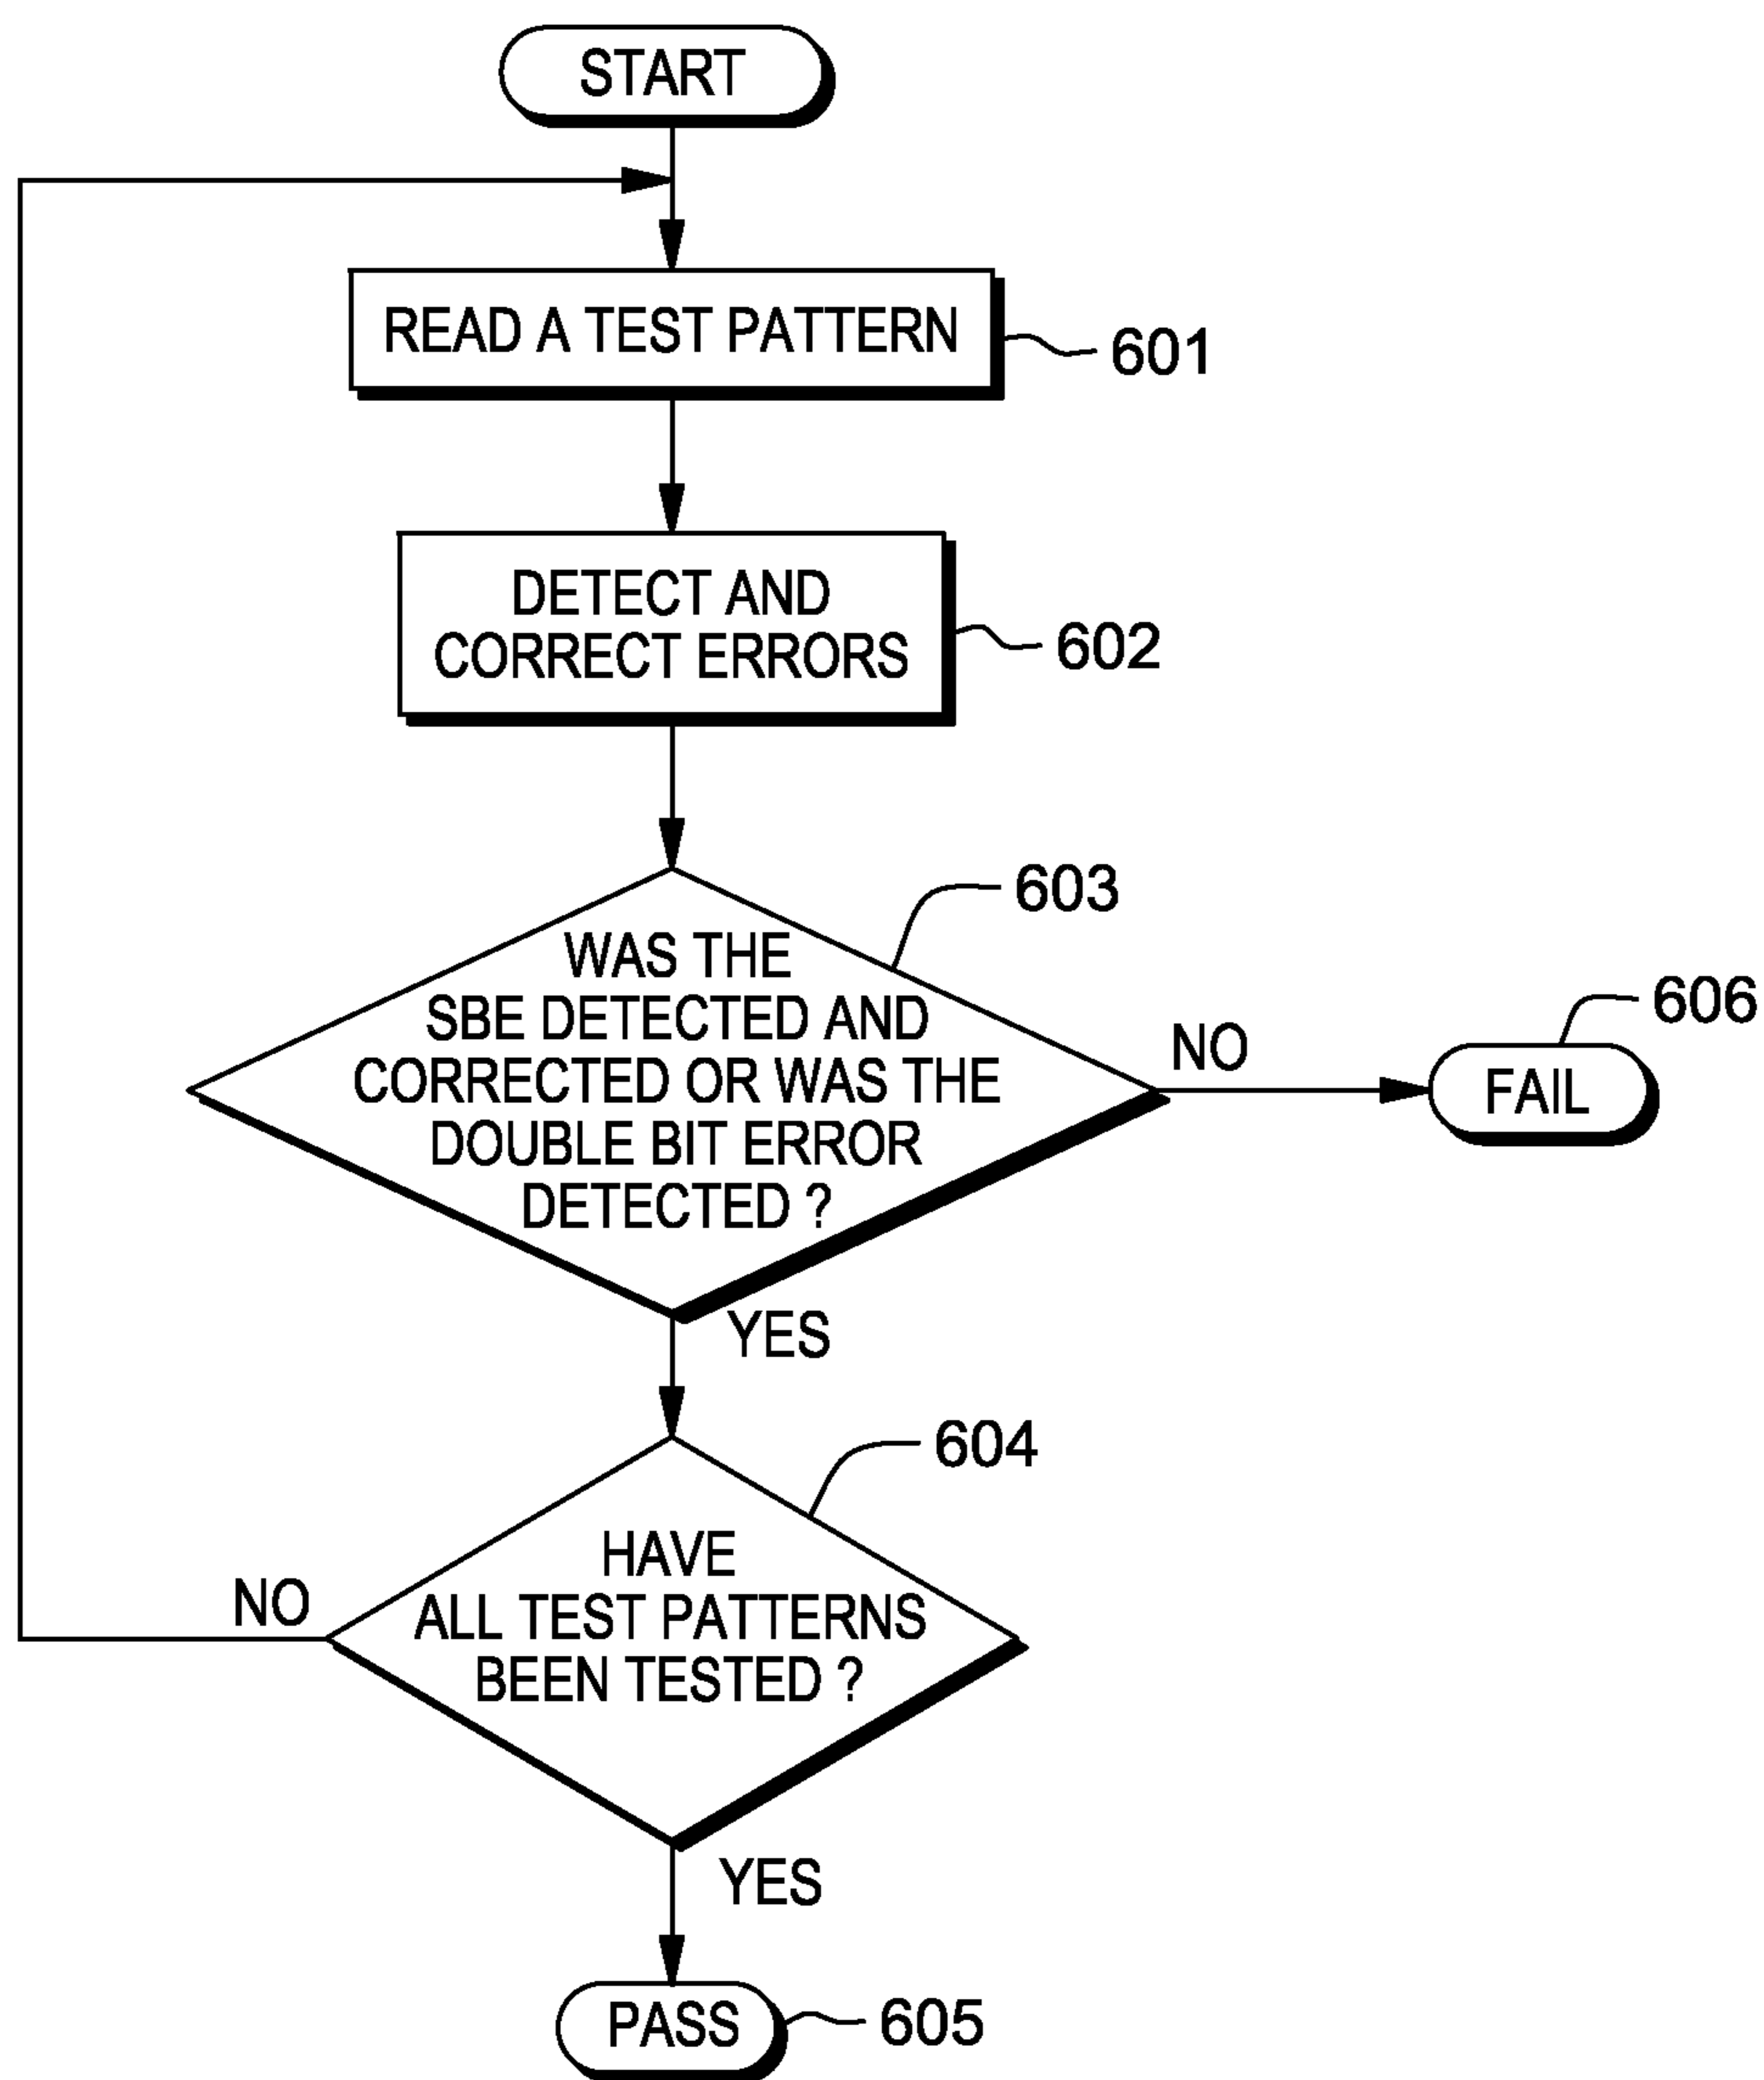 START
READ A TEST PATTERN
601
DETECT AND
CORRECT ERRORS
602
603
WAS THE
SBE DETECTED AND
CORRECTED OR WAS THE
DOUBLE BIT ERROR
DETECTED ?
NO
606
FAIL
YES
604
HAVE
ALL TEST PATTERNS
BEEN TESTED ?
NO
YES
PASS
605